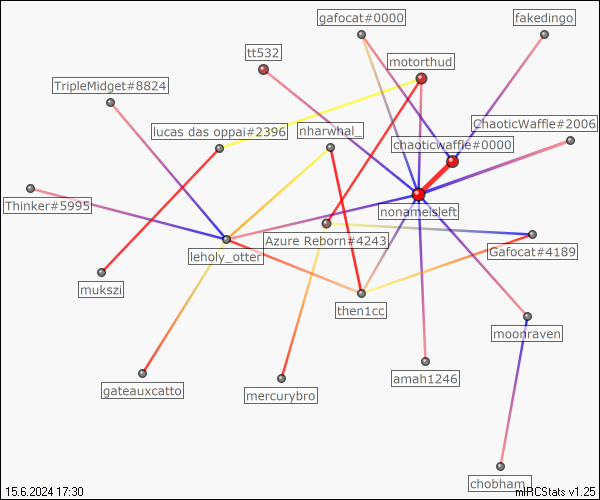 gafocat#0000
fakedingo
tt532
motorthud
TripleMidget#8824
ChaoticWaffle#2006
lucas das oppai#2396
nharwhal_
chaoticwaffle#0000
Thinker#5995
nonameisleft
Azure Reborn#4243
leholy_otter
Gafocat#4189
mukszi
then1cc
moonraven
gateauxcatto
mercurybro
amah1246
chobham_
15.6.2024 17:30
mIRCStats v1.25